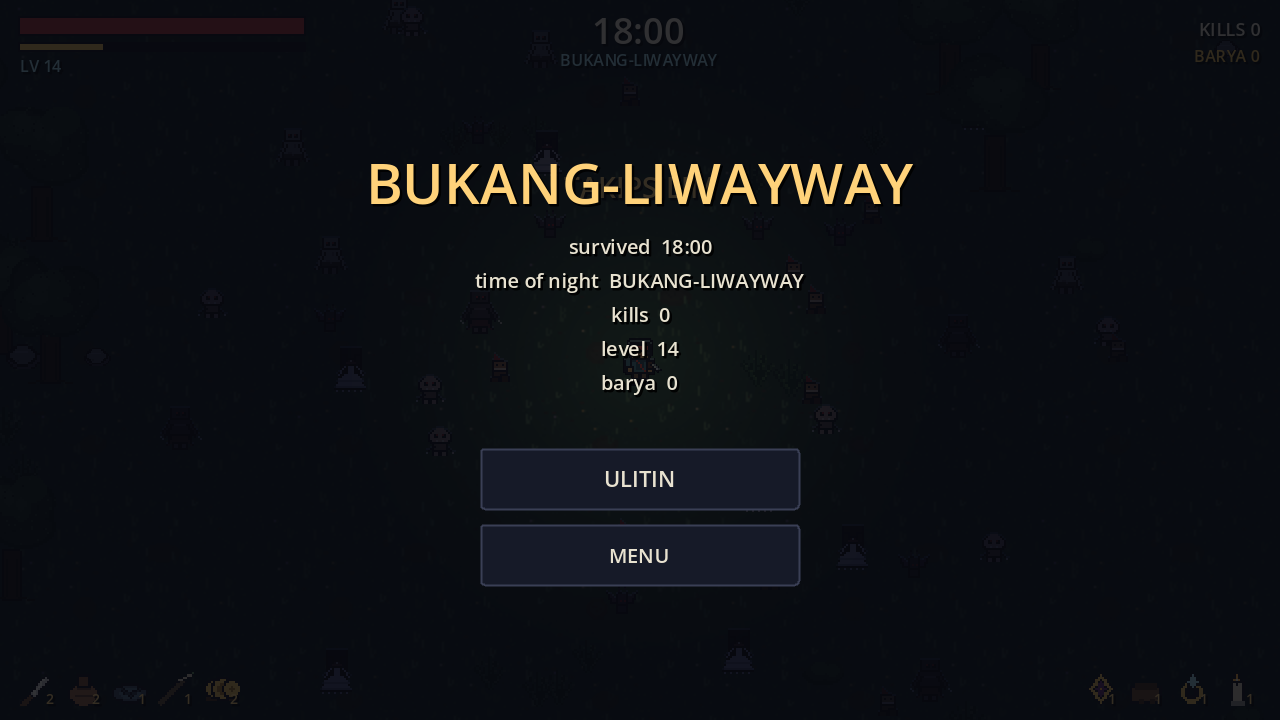 18:00
BUKANG-LIWAYWAY
LV 14
KILLS 0
BARYA 0
BUKANG-LIWAYWAY
survived 18:00
time of night BUKANG-LIWAYWAY
kills 0
level 14
barya 0
ULITIN
MENU
2 2 1 1 2
1 1 1 1